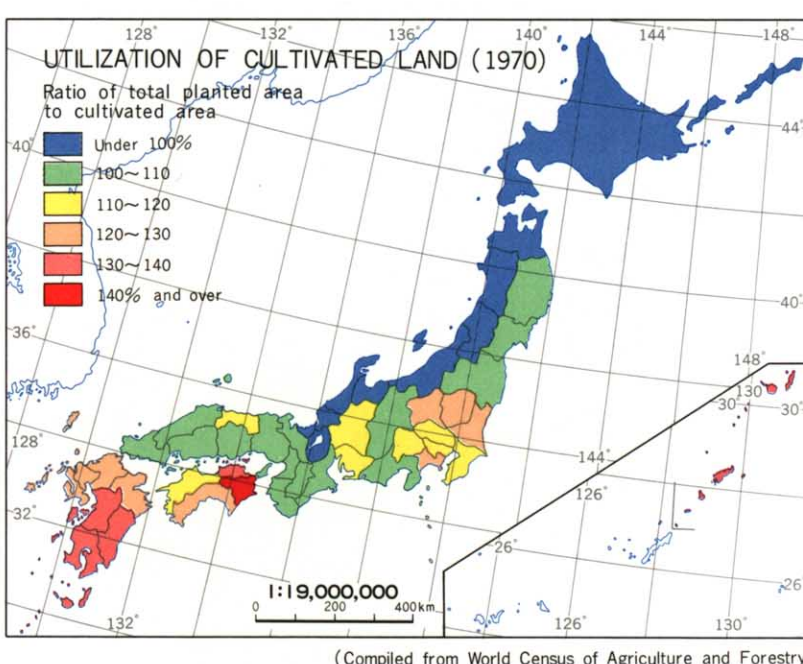 128° 132° 136° 140° 144° 148°
UTILIZATION OF CULTIVATED LAND (1970)
Ratio of total planted area
to cultivated area
Under 100%
100~110
110~120
120~130
130~140
140% and over
44°
40°
40°
36°
148°
130
30°
30°
32°
128°
144°
126°
32°
26°
26°
1:19,000,000
0 200 400km
132°
126°
130°
(Compiled from World Census of Agriculture and Forestry